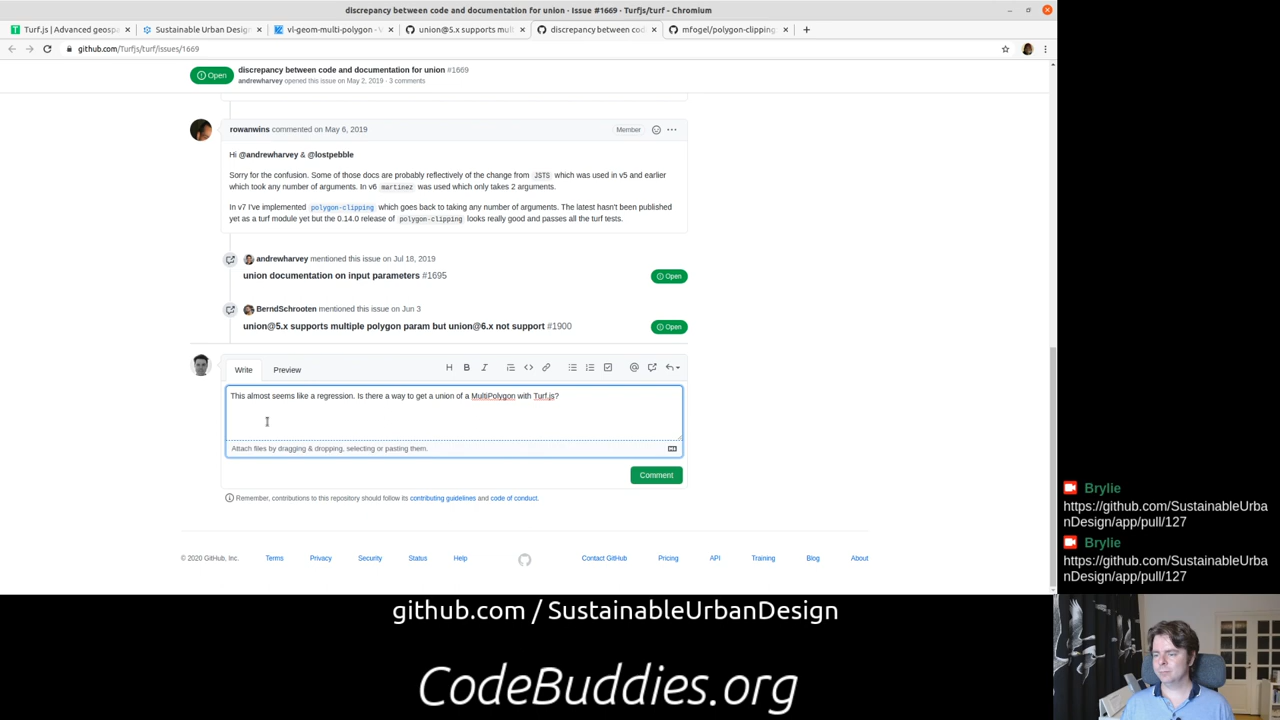 discrepancy between code and documentation for union · Issue #1669 · Turfjs/turf - Chromium
Turf.js | Advanced geosp
Sustainable Urban Desig
vl-geom-multi-polygon - V
union@5.x supports mult
discrepancy between cod
mfogel/polygon-clipping
github.com/Turfjs/turf/issues/1669
Open
discrepancy between code and documentation for union #1669
andrewharvey opened this issue on May 2, 2019 · 3 comments
rowanwins commented on May 6, 2019
Member
Hi @andrewharvey & @lostpebble
Sorry for the confusion. Some of those docs are probably reflectively of the change from JSTS which was used in v5 and earlier
which took any number of arguments. In v6 martinez was used which only takes 2 arguments.
In v7 I've implemented polygon-clipping which goes back to taking any number of arguments. The latest hasn't been published
yet as a turf module yet but the 0.14.0 release of polygon-clipping looks really good and passes all the turf tests.
andrewharvey mentioned this issue on Jul 18, 2019
union documentation on input parameters #1695
Open
BerndSchrooten mentioned this issue on Jun 3
union@5.x supports multiple polygon param but union@6.x not support #1900
Open
Write
Preview
This almost seems like a regression. Is there a way to get a union of a MultiPolygon with Turf.js?
Attach files by dragging & dropping, selecting or pasting them.
Comment
Remember, contributions to this repository should follow its contributing guidelines and code of conduct.
© 2020 GitHub, Inc.
Terms
Privacy
Security
Status
Help
Contact GitHub
Pricing
API
Training
Blog
About
Brylie
https://github.com/SustainableUrba
nDesign/app/pull/127
Brylie
https://github.com/SustainableUrba
nDesign/app/pull/127
github.com / SustainableUrbanDesign
CodeBuddies.org